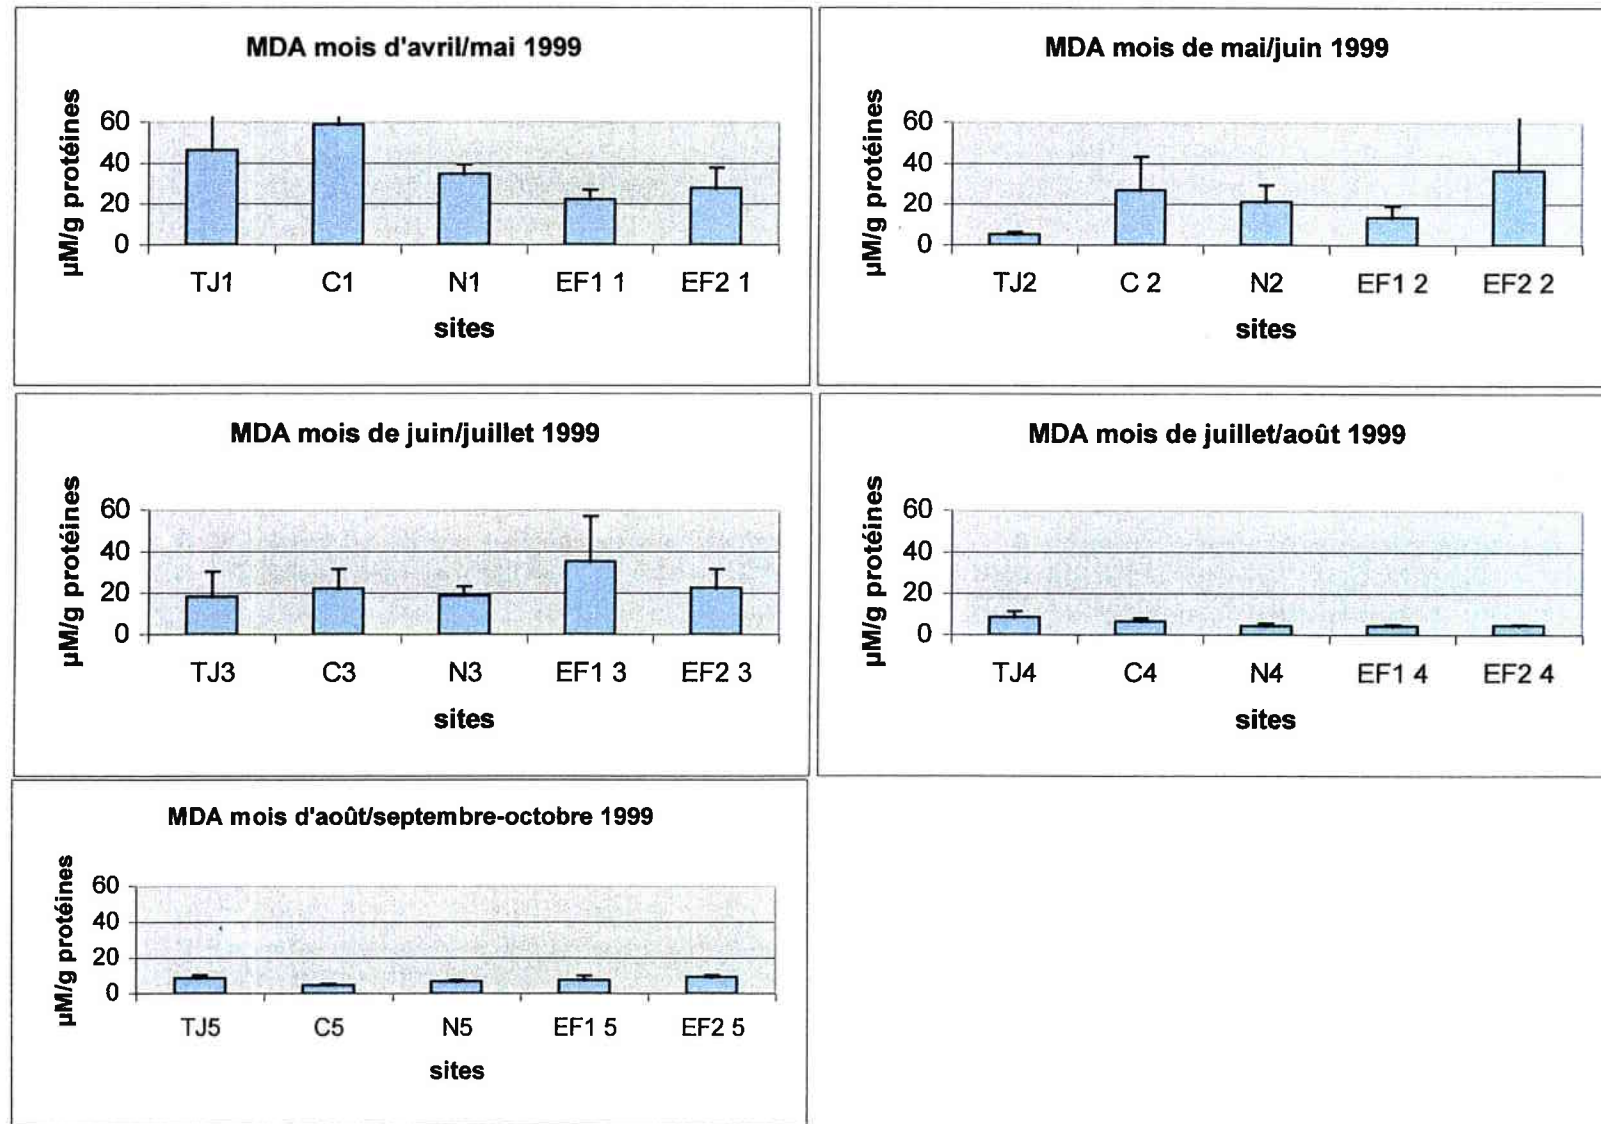 MDA mois d'avril/mai 1999
µM/g protéines
60
40
20
0
TJ1 C1 N1 EF1 1 EF2 1
sites
MDA mois de mai/juin 1999
µM/g protéines
60
40
20
0
TJ2 C 2 N2 EF1 2 EF2 2
sites
MDA mois de juin/juillet 1999
µM/g protéines
60
40
20
0
TJ3 C3 N3 EF1 3 EF2 3
sites
MDA mois de juillet/août 1999
µM/g protéines
60
40
20
0
TJ4 C4 N4 EF1 4 EF2 4
sites
MDA mois d'août/septembre-octobre 1999
µM/g protéines
60
40
20
0
TJ5 C5 N5 EF1 5 EF2 5
sites